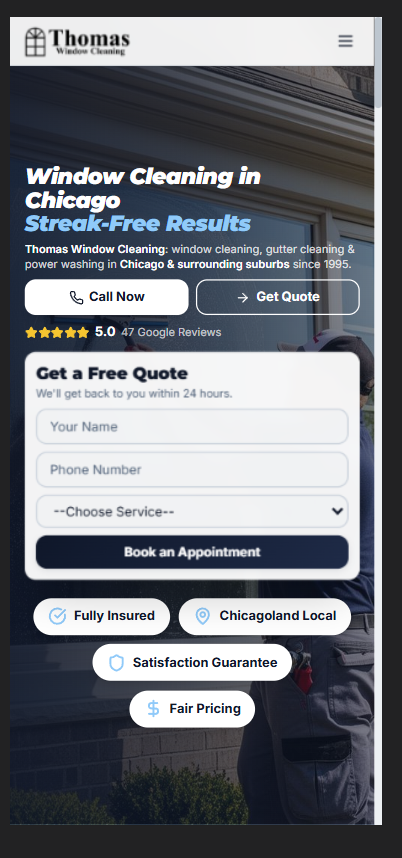 Thomas
Window Cleaning
Window Cleaning in
Chicago
Streak-Free Results
Thomas Window Cleaning: window cleaning, gutter cleaning &
power washing in Chicago & surrounding suburbs since 1995.
Call Now
Get Quote
5.0 47 Google Reviews
Get a Free Quote
We'll get back to you within 24 hours.
Your Name
Phone Number
--Choose Service--
Book an Appointment
Fully Insured
Chicagoland Local
Satisfaction Guarantee
Fair Pricing